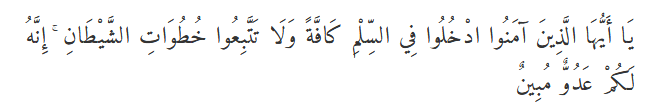 يَا أَيُّهَا الَّذِينَ آمَنُوا ادْخُلُوا فِي السِّلْمِ كَافَّةً وَلَا تَتَّبِعُوا خُطُوَاتِ الشَّيْطَانِ ۚ إِنَّهُ
لَكُمْ عَدُوٌّ مُبِينٌ